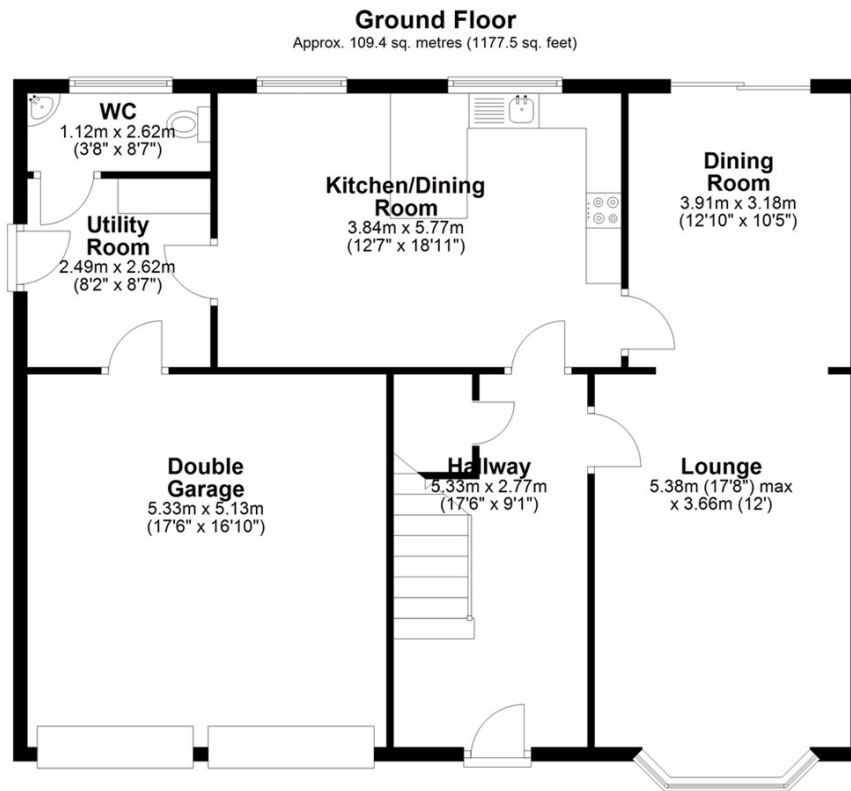 Ground Floor
Approx. 109.4 sq. metres (1177.5 sq. feet)
WC
1.12m x 2.62m
(3'8" x 8'7")
Kitchen/Dining
Room
3.84m x 5.77m
(12'7" x 18'11")
Dining
Room
3.91m x 3.18m
(12'10" x 10'5")
Utility
Room
2.49m x 2.62m
(8'2" x 8'7")
Double
Garage
5.33m x 5.13m
(17'6" x 16'10")
Hallway
5.33m x 2.77m
(17'6" x 9'1")
Lounge
5.38m (17'8") max
x 3.66m (12')